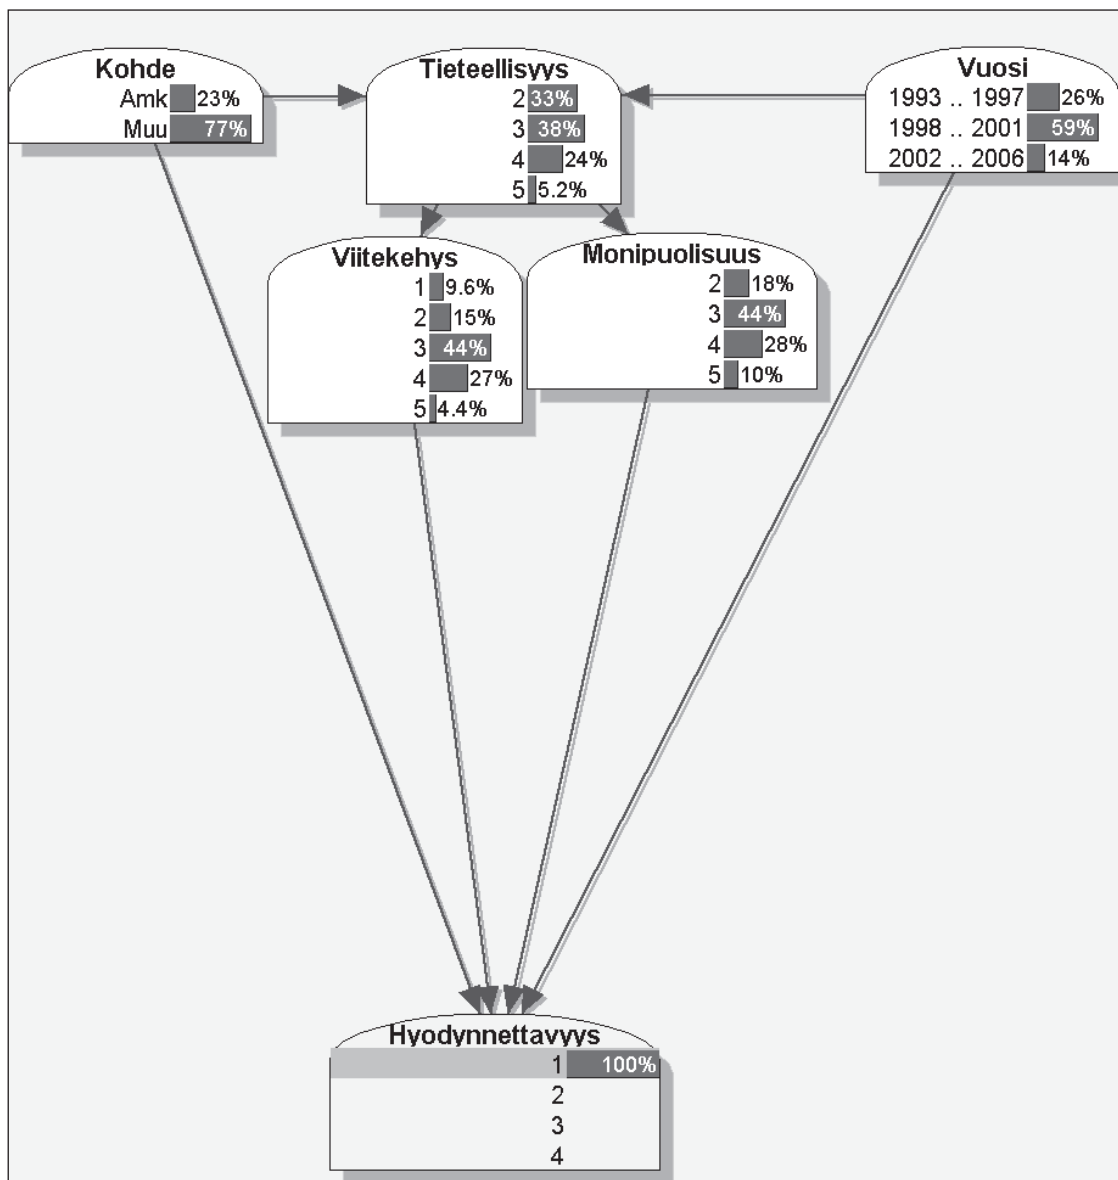 Kohde
Amk 23%
Muu 77%
Tieteellisyys
2 33%
3 38%
4 24%
5 5.2%
Vuosi
1993 .. 1997 26%
1998 .. 2001 59%
2002 .. 2006 14%
Viitekehys
1 9.6%
2 15%
3 44%
4 27%
5 4.4%
Monipuolisuus
2 18%
3 44%
4 28%
5 10%
Hyodynnettavyys
1 100%
2
3
4